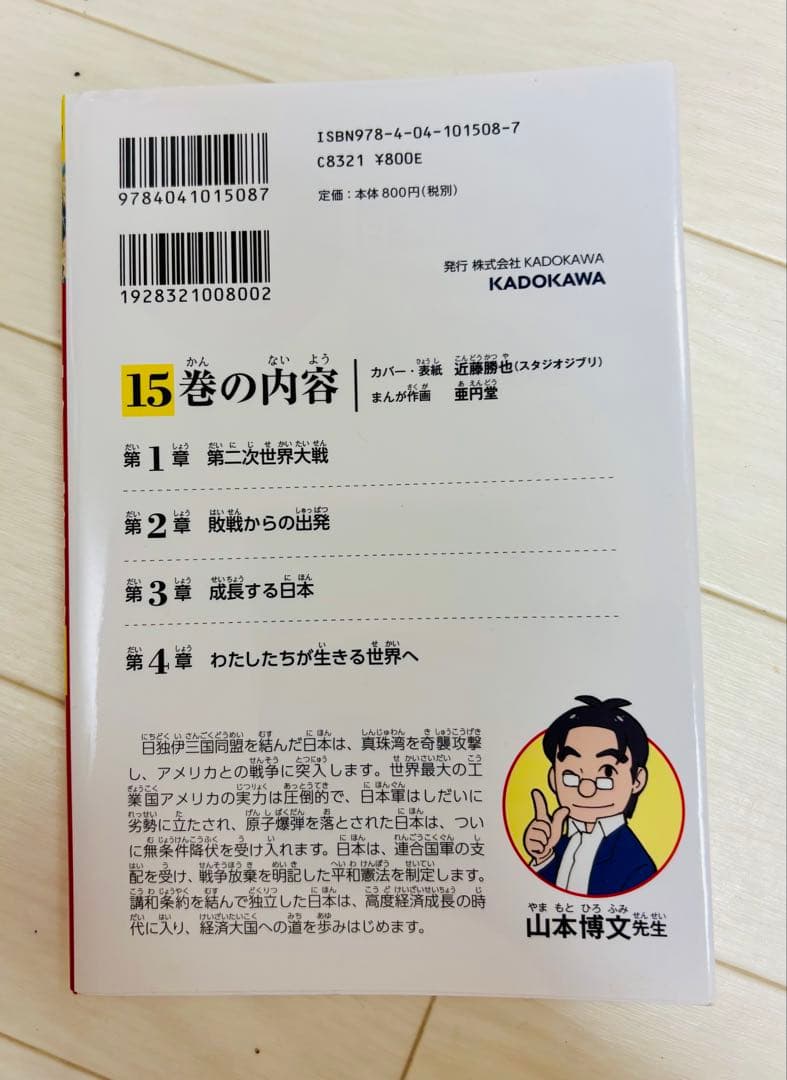 ISBN978-4-04-101508-7
C8321 ¥800E
9784041015087
定価：本体800円（税別）
1928321008002
発行 株式会社KADOKAWA
KADOKAWA
15巻の内容
カバー・表紙 近藤勝也（スタジオジブリ）
まんが作画 亜円堂
第1章 第二次世界大戦
第2章 敗戦からの出発
第3章 成長する日本
第4章 わたしたちが生きる世界へ
日独伊三国同盟を結んだ日本は、真珠湾を奇襲攻撃
し、アメリカとの戦争に突入します。世界最大の工
業国アメリカの実力は圧倒的で、日本軍はしだいに
劣勢に立たされ、原子爆弾を落とされた日本は、つい
に無条件降伏を受け入れます。日本は、連合国軍の支
配を受け、戦争放棄を明記した平和憲法を制定します。
講和条約を結んで独立した日本は、高度経済成長の時
代に入り、経済大国への道を歩みはじめます。
山本博文先生